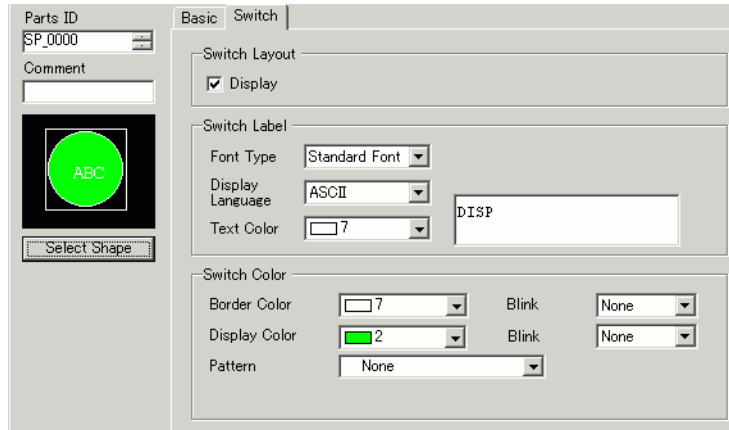 Parts ID
SP_0000
Comment
ABC
Select Shape
Basic Switch
Switch Layout
Display
Switch Label
Font Type Standard Font
Display
Language
ASCII
DISP
Text Color 7
Switch Color
Border Color 7 Blink None
Display Color 2 Blink None
Pattern None